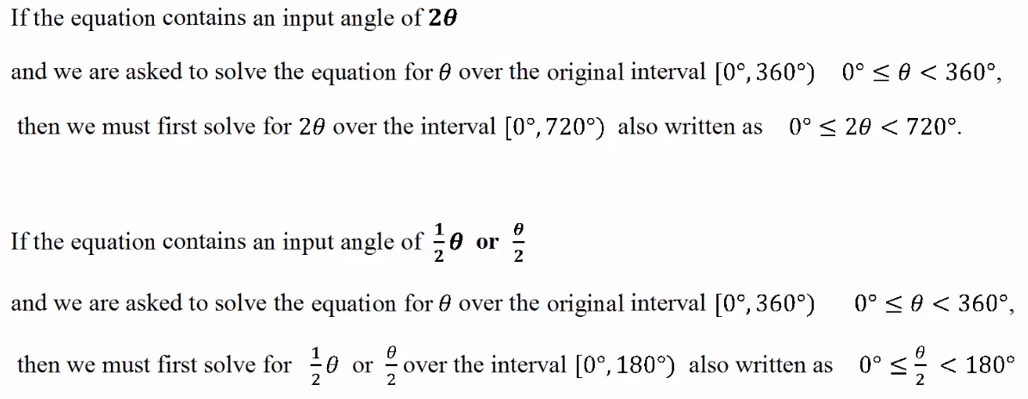 If the equation contains an input angle of 2θ
and we are asked to solve the equation for θ over the original interval [0°, 360°) 0° ≤ θ < 360°,
then we must first solve for 2θ over the interval [0°, 720°) also written as 0° ≤ 2θ < 720°.
If the equation contains an input angle of 1/2 θ or θ/2
and we are asked to solve the equation for θ over the original interval [0°, 360°) 0° ≤ θ < 360°,
then we must first solve for 1/2 θ or θ/2 over the interval [0°, 180°) also written as 0° ≤ θ/2 < 180°